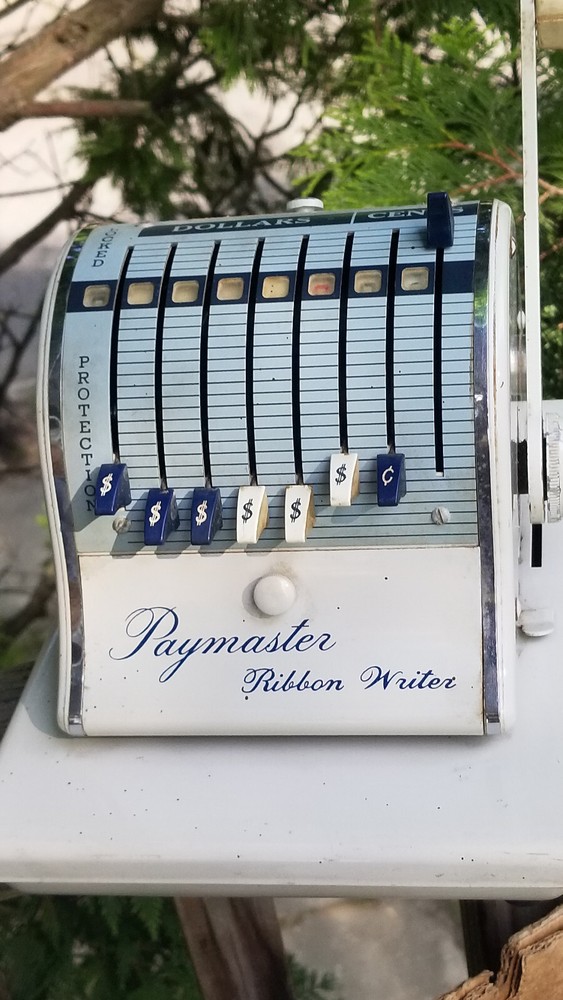 LOCKED
DOLLARS CENTS
PROTECTION
$ $ $ $ $ $ ¢
Paymaster
Ribbon Writer